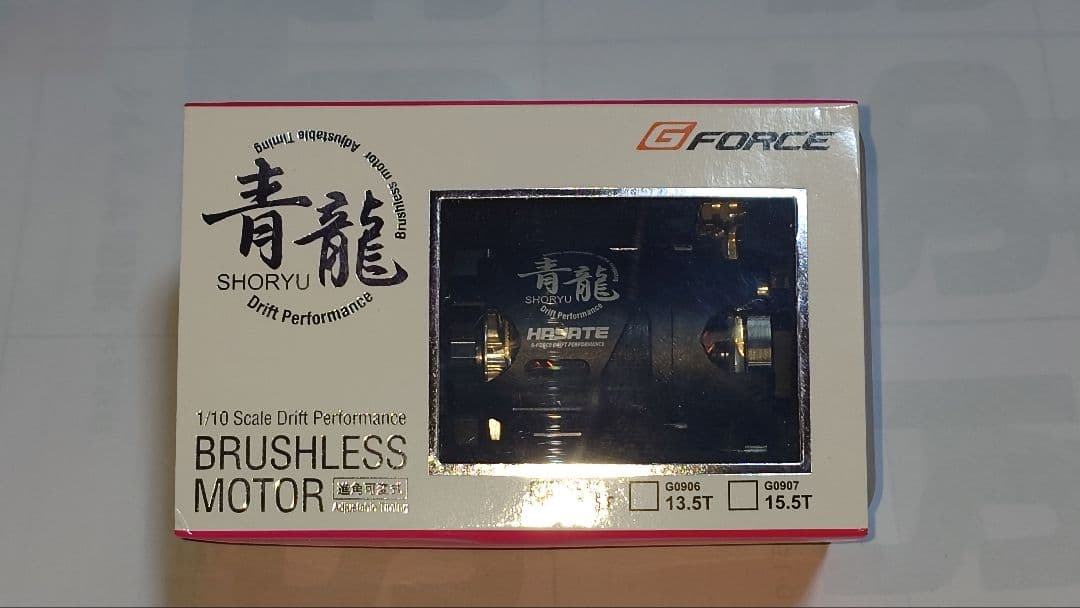 Brushless motor Adjustable Timing
青龍
SHORYU
Drift Performance
G FORCE
青龍
SHORYU
Drift Performance
HAYATE
G-FORCE DRIFT PERFORMANCE
1/10 Scale Drift Performance
BRUSHLESS
MOTOR
進角可変式
Adjustable Timing
G0906
13.5T
G0907
15.5T